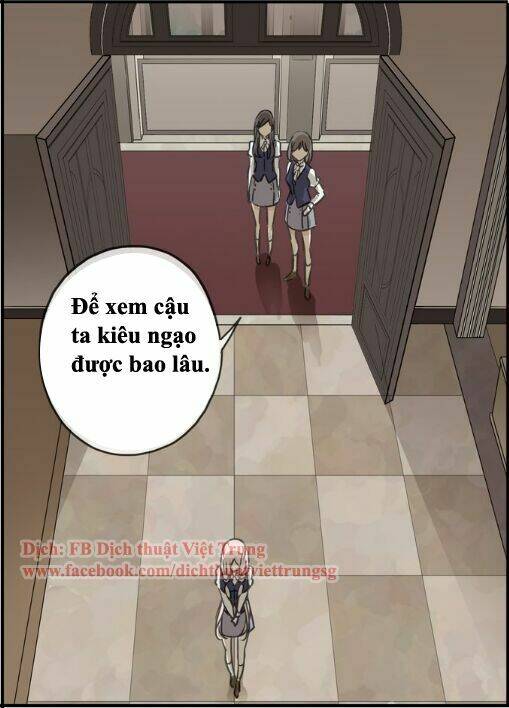 Để xem cậu
ta kiêu ngạo
được bao lâu.
Dịch: FB Dịch thuật Việt Trung
www.facebook.com/dichthuatviettrungsg